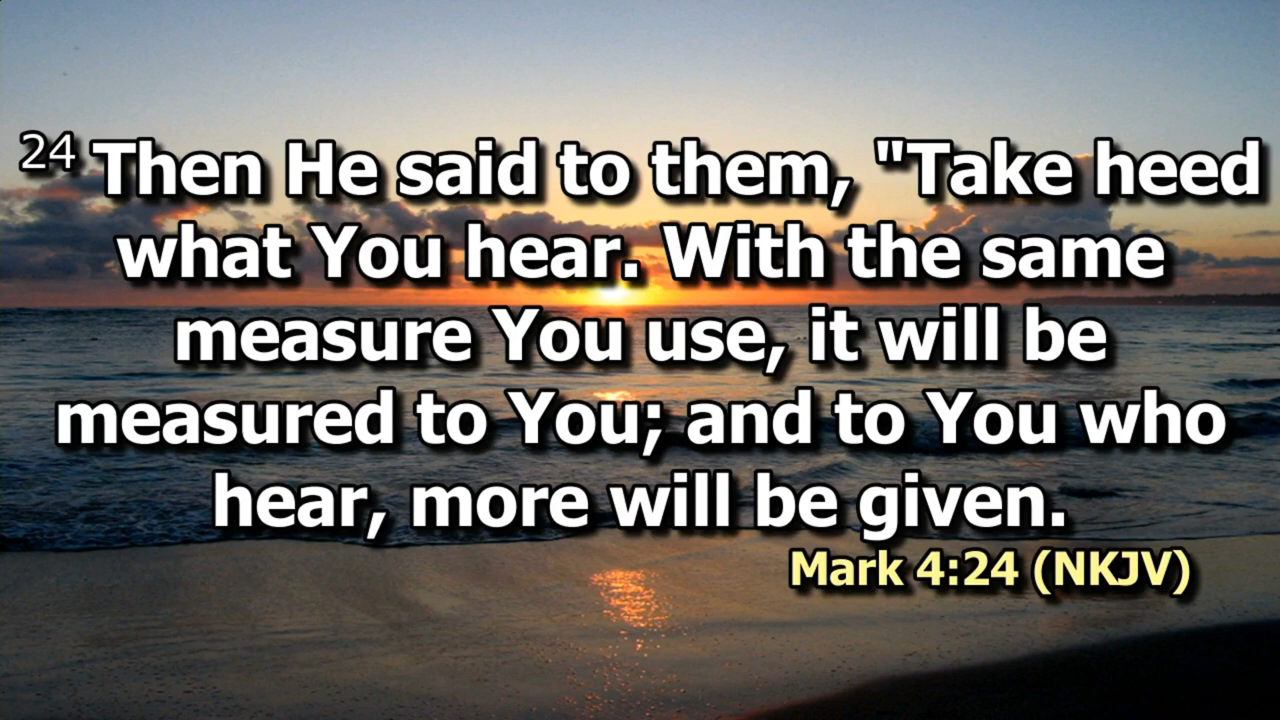 24 Then He said to them, "Take heed
what You hear. With the same
measure You use, it will be
measured to You; and to You who
hear, more will be given.
Mark 4:24 (NKJV)